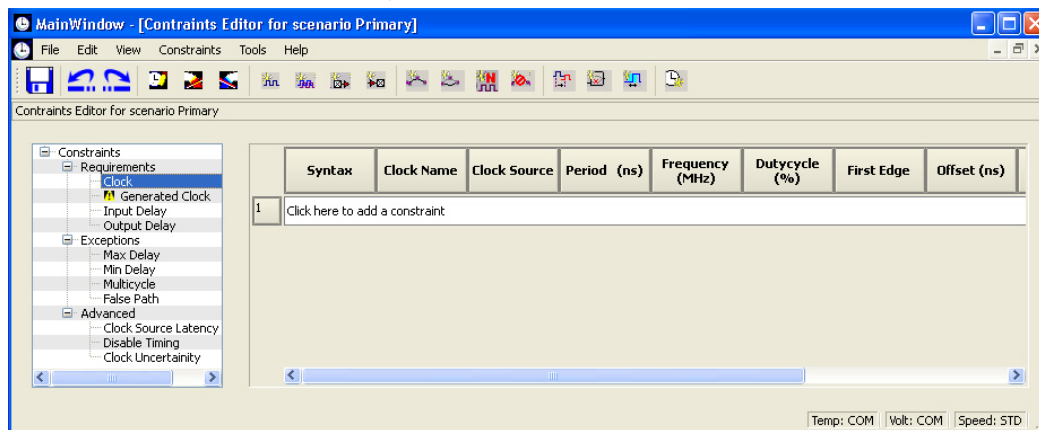 MainWindow - [Contraints Editor for scenario Primary]
File Edit View Constraints Tools Help
Contraints Editor for scenario Primary
Constraints
Requirements
Clock
Generated Clock
Input Delay
Output Delay
Exceptions
Max Delay
Min Delay
Multicycle
False Path
Advanced
Clock Source Latency
Disable Timing
Clock Uncertainity
Syntax Clock Name Clock Source Period (ns) Frequency (MHz) Dutycycle (%) First Edge Offset (ns)
1 Click here to add a constraint
Temp: COM Volt: COM Speed: STD